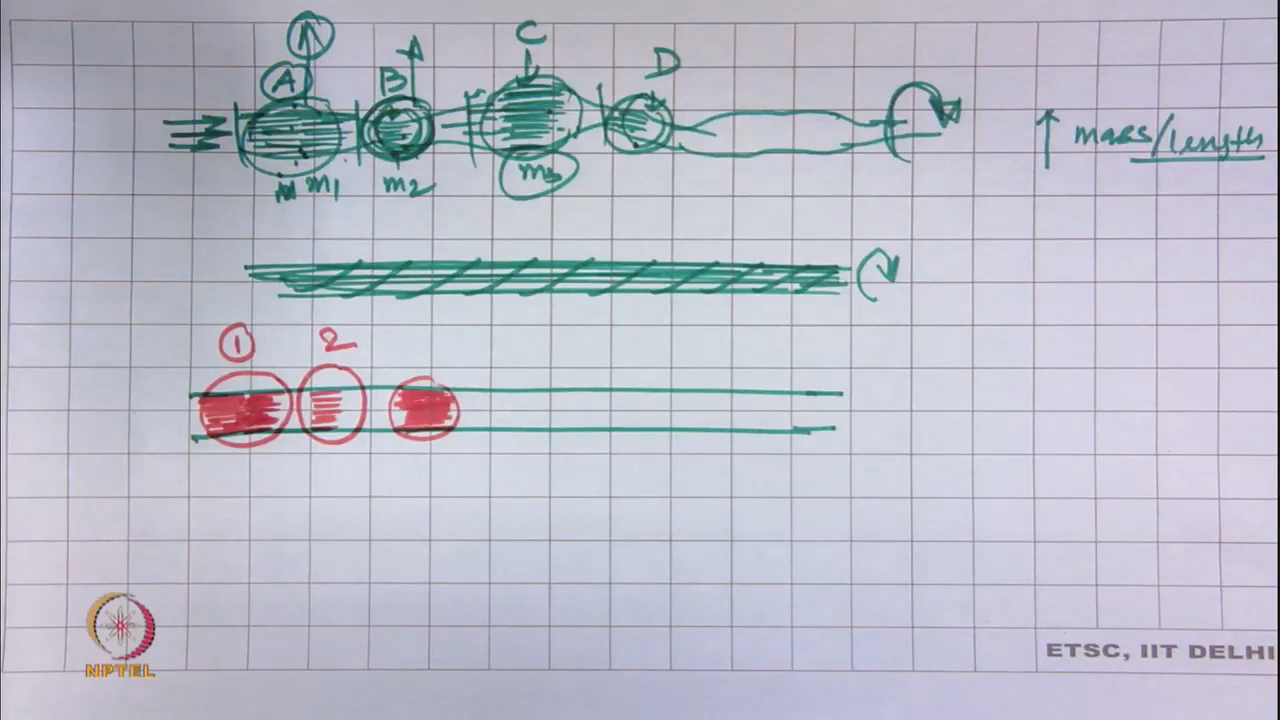 A B C D
m m1 m2 m3
↑ mass/length
① 2
NPTEL
ETSC, IIT DELHI